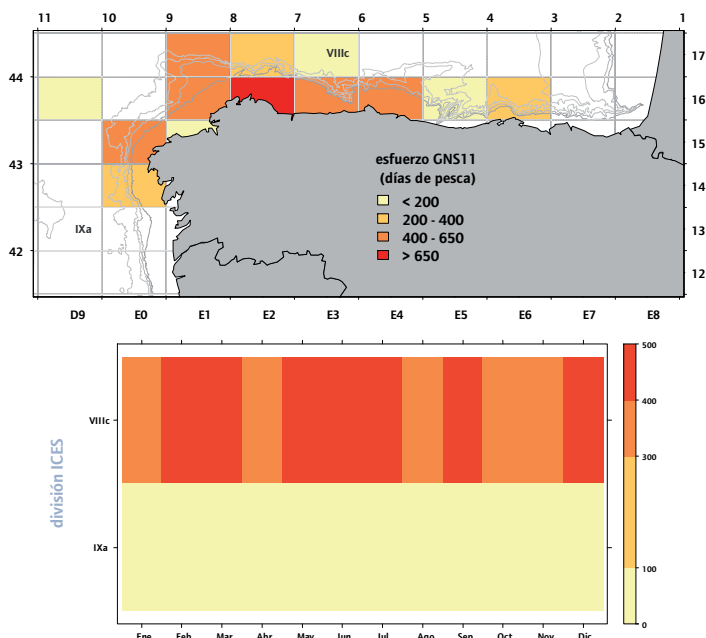 11 10 9 8 7 6 5 4 3 2 1
VIIIc
17
44
16
15
43
esfuerzo GNS11
(días de pesca)
< 200
200 - 400
400 - 650
> 650
14
IXa
13
42
12
D9 E0 E1 E2 E3 E4 E5 E6 E7 E8
500
VIIIc
400
300
división ICES
IXa
100
0
Ene Feb Mar Abr May Jun Jul Ago Sep Oct Nov Dic